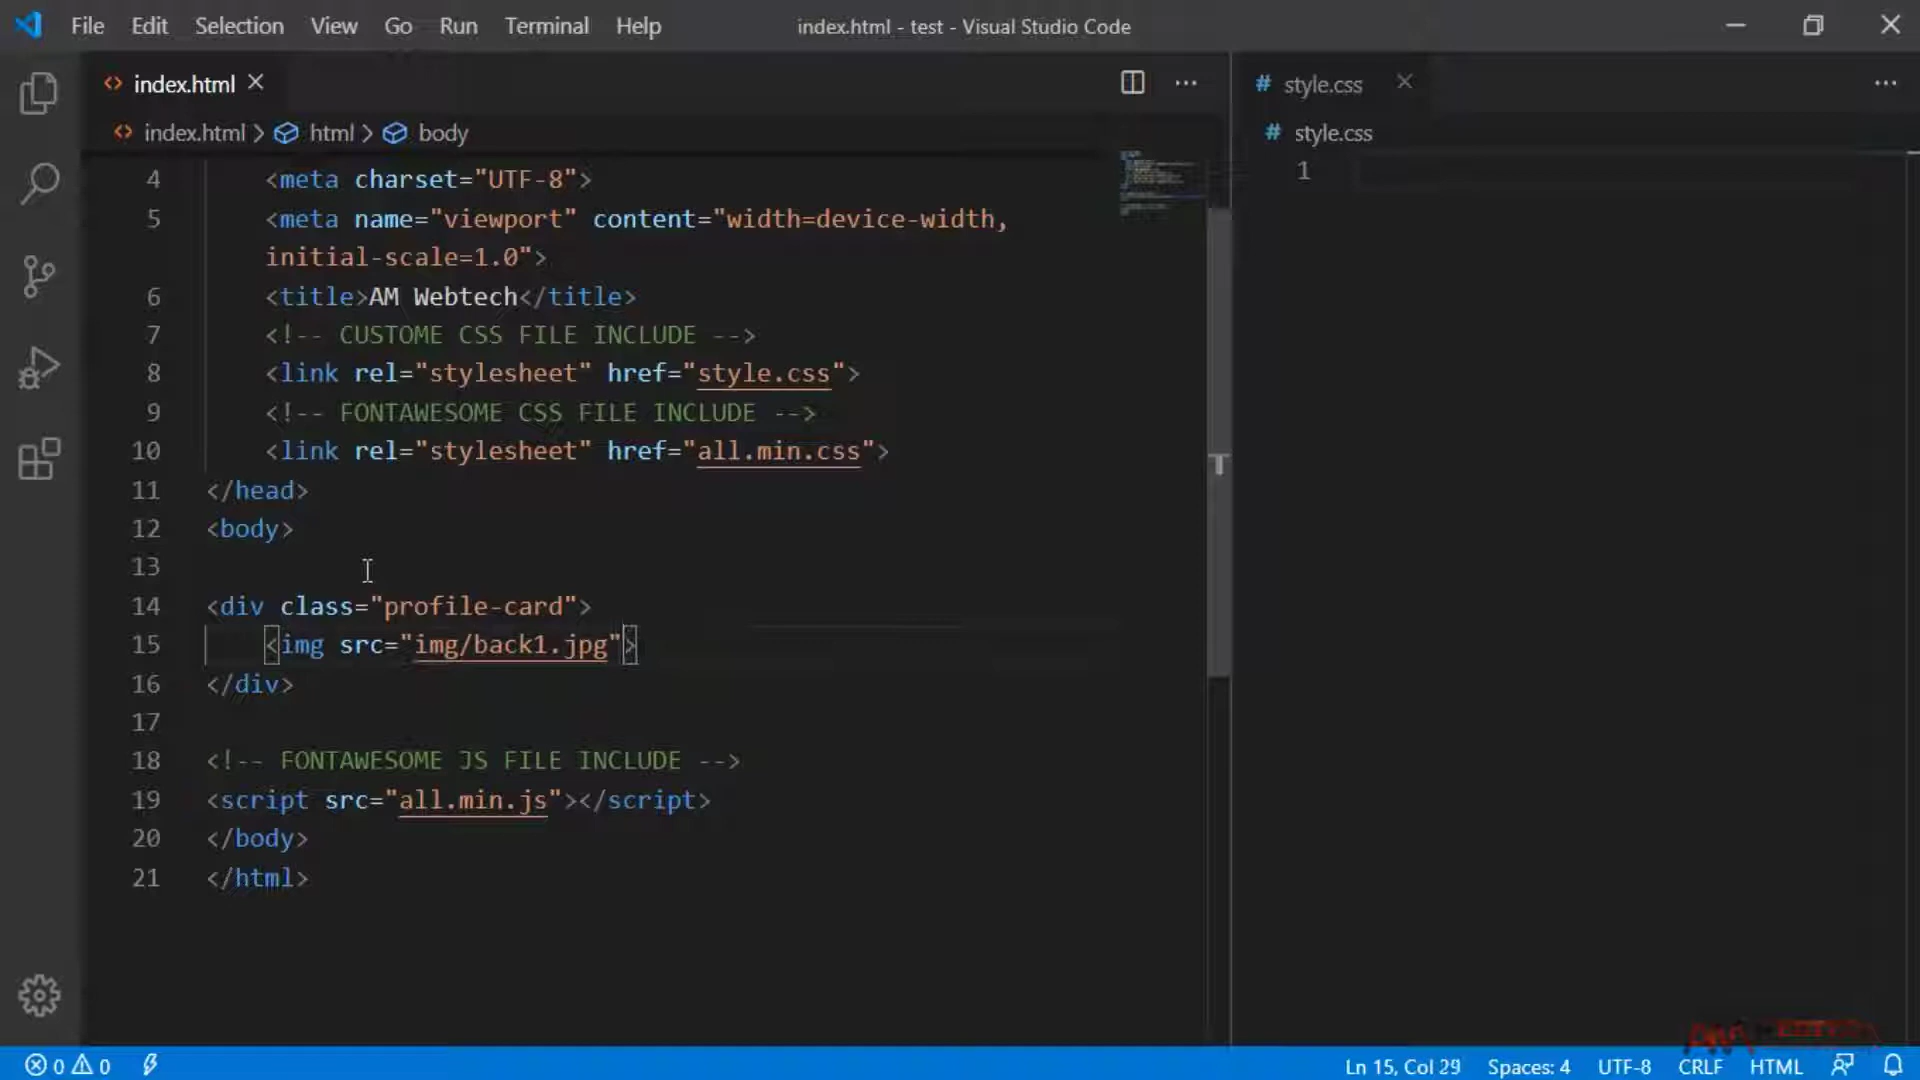 File Edit Selection View Go Run Terminal Help index.html - test - Visual Studio Code
index.html
index.html > html > body
4 <meta charset="UTF-8">
5 <meta name="viewport" content="width=device-width,
initial-scale=1.0">
6 <title>AM Webtech</title>
7 <!-- CUSTOME CSS FILE INCLUDE -->
8 <link rel="stylesheet" href="style.css">
9 <!-- FONTAWESOME CSS FILE INCLUDE -->
10 <link rel="stylesheet" href="all.min.css">
11 </head>
12 <body>
13
14 <div class="profile-card">
15 <img src="img/back1.jpg">
16 </div>
17
18 <!-- FONTAWESOME JS FILE INCLUDE -->
19 <script src="all.min.js"></script>
20 </body>
21 </html>
# style.css
# style.css
1
0 0 Ln 15, Col 29 Spaces: 4 UTF-8 CRLF HTML